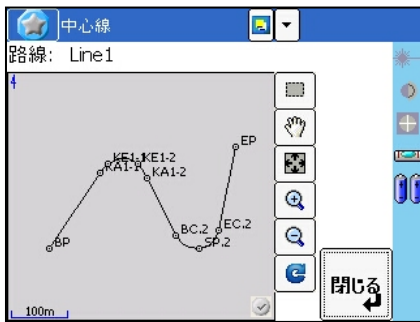 中心線
路線: Line1
EP
KE1-1
KE1-2
KA1-1
KA1-2
BC.2
EC.2
SP.2
BP
100m
閉じる